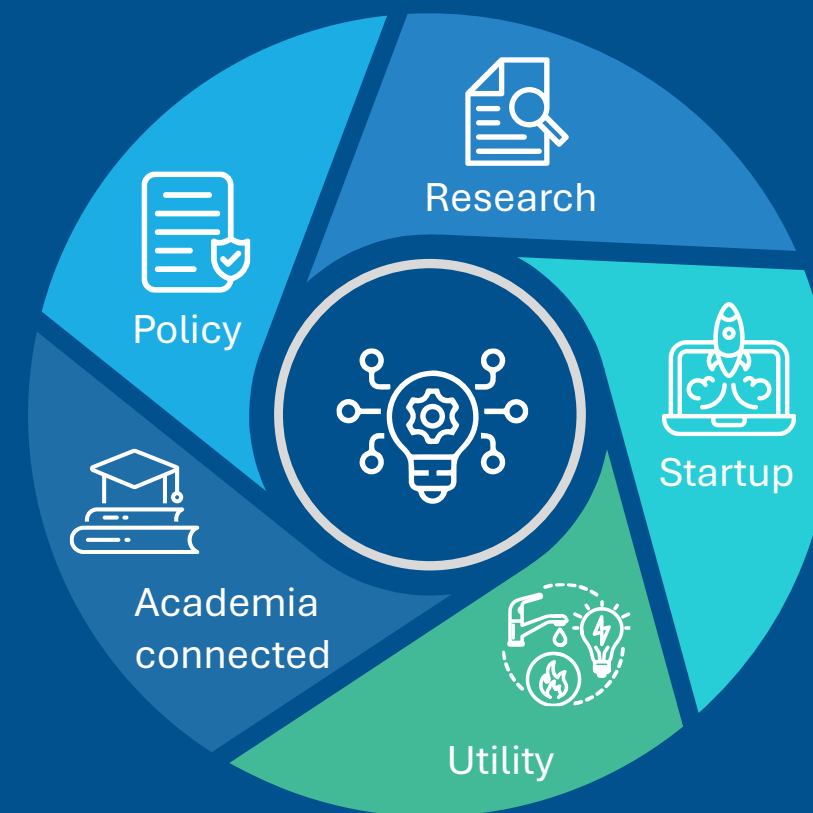 Research
Policy
Startup
Academia
connected
Utility